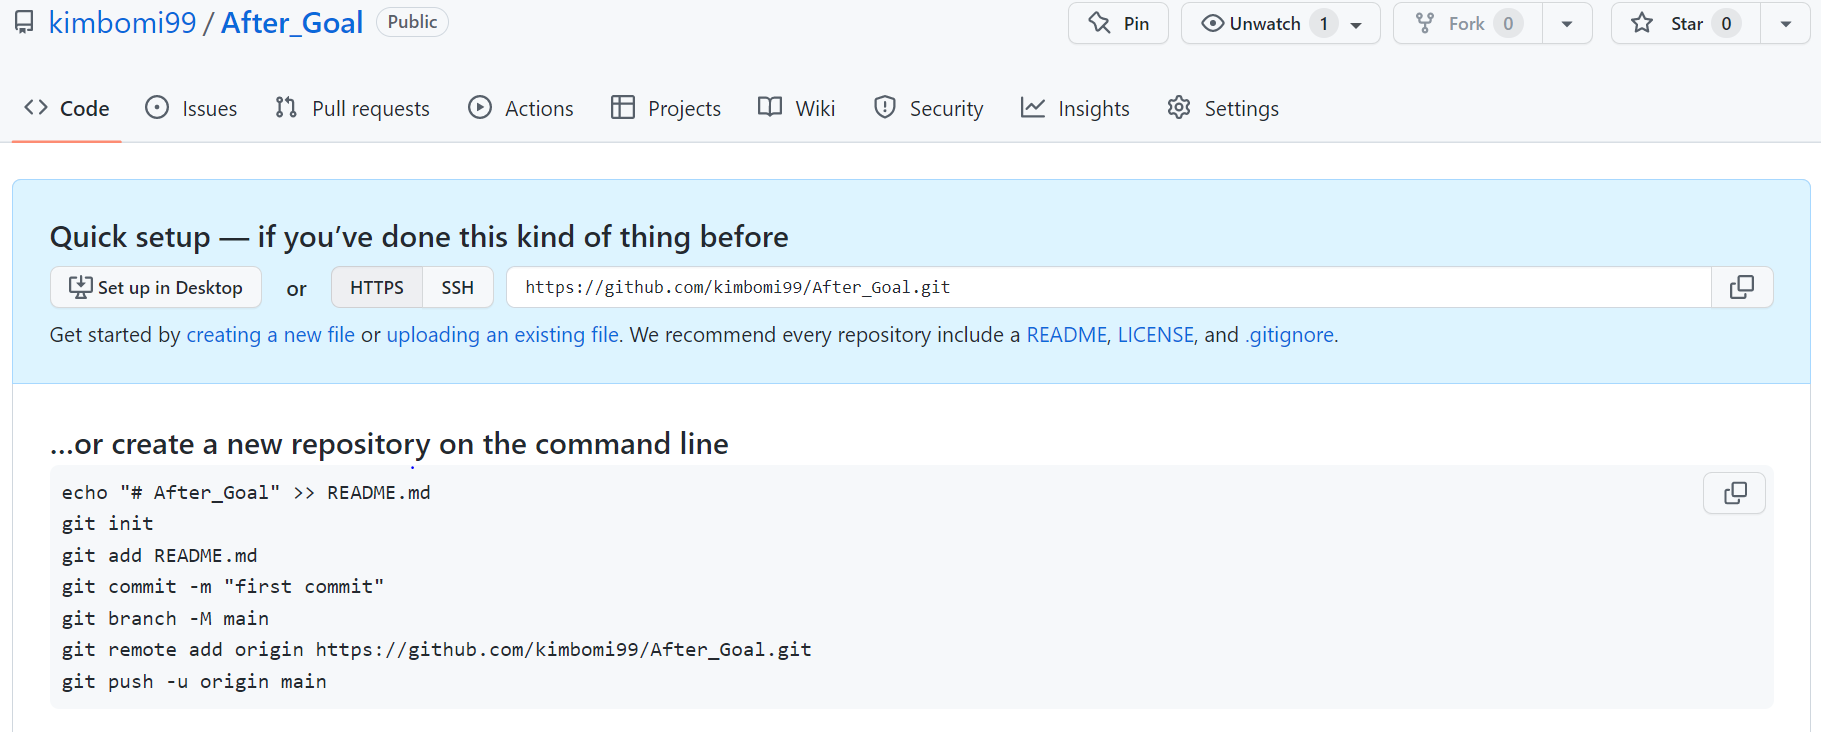 kimbomi99 / After_Goal Public Pin Unwatch 1 Fork 0 Star 0
Code Issues Pull requests Actions Projects Wiki Security Insights Settings
Quick setup — if you’ve done this kind of thing before
Set up in Desktop or HTTPS SSH https://github.com/kimbomi99/After_Goal.git
Get started by creating a new file or uploading an existing file. We recommend every repository include a README, LICENSE, and .gitignore.
…or create a new repository on the command line
echo "# After_Goal" >> README.md
git init
git add README.md
git commit -m "first commit"
git branch -M main
git remote add origin https://github.com/kimbomi99/After_Goal.git
git push -u origin main